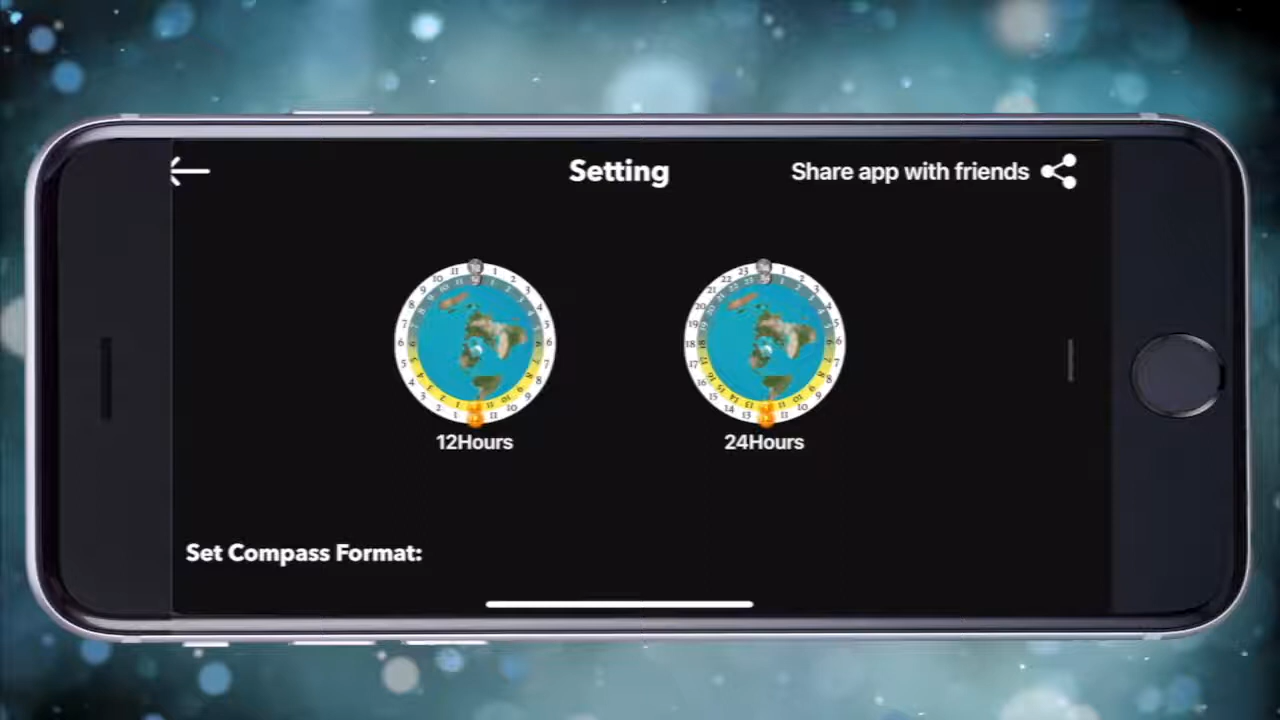 Setting
Share app with friends
12Hours
24Hours
Set Compass Format: